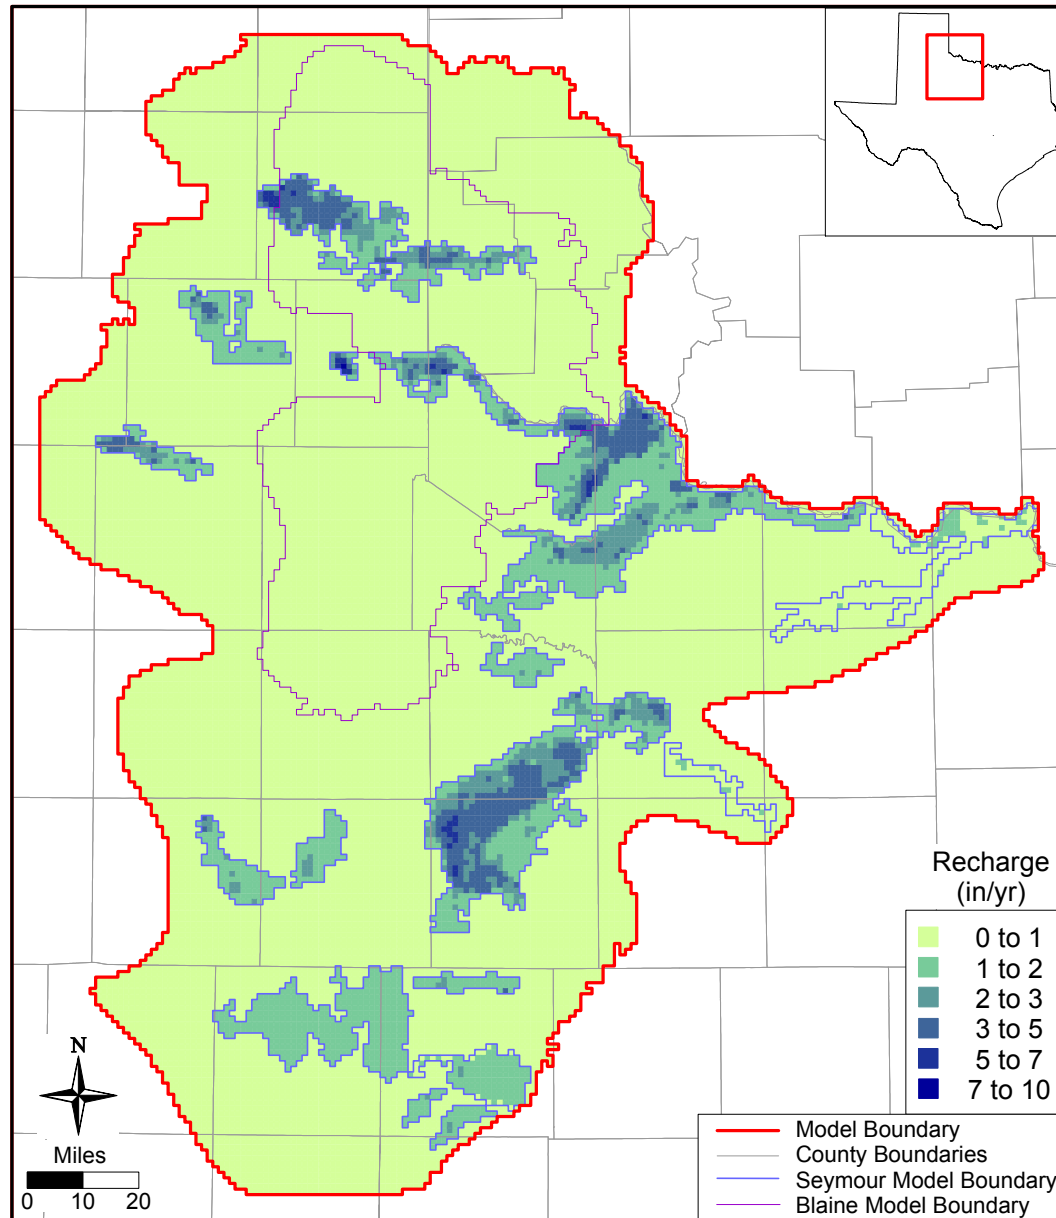 Recharge
(in/yr)
0 to 1
1 to 2
2 to 3
3 to 5
5 to 7
7 to 10
N
Miles
0 10 20
Model Boundary
County Boundaries
Seymour Model Boundary
Blaine Model Boundary